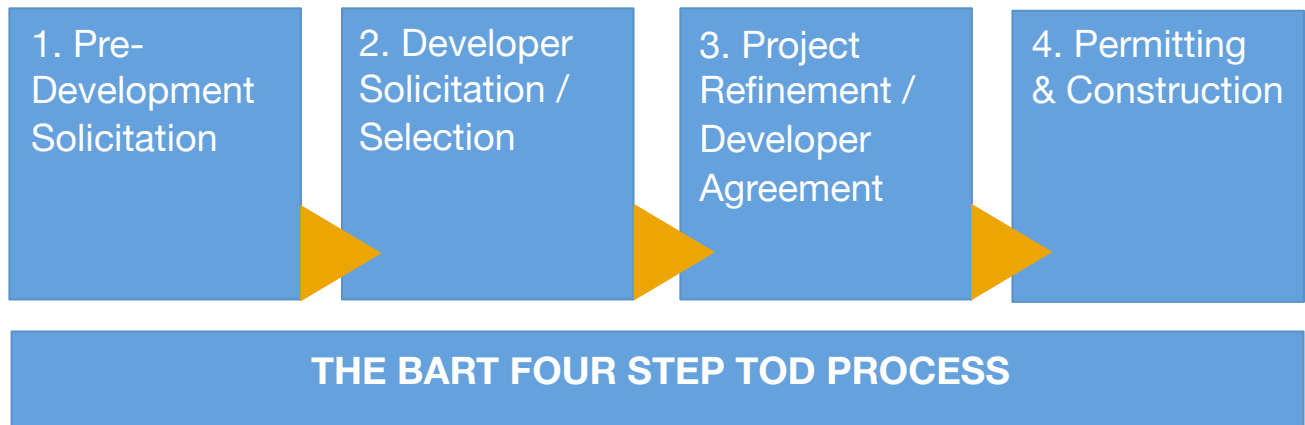 1. Pre-
Development
Solicitation
2. Developer
Solicitation /
Selection
3. Project
Refinement /
Developer
Agreement
4. Permitting
& Construction
THE BART FOUR STEP TOD PROCESS